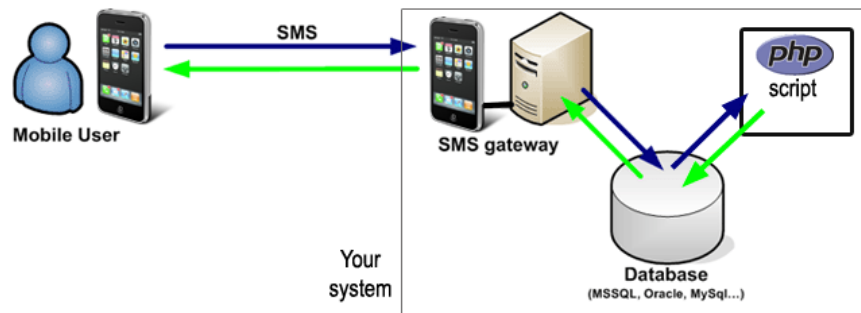 SMS
php
script
Mobile User
SMS gateway
Your
system
Database
(MSSQL, Oracle, MySql...)